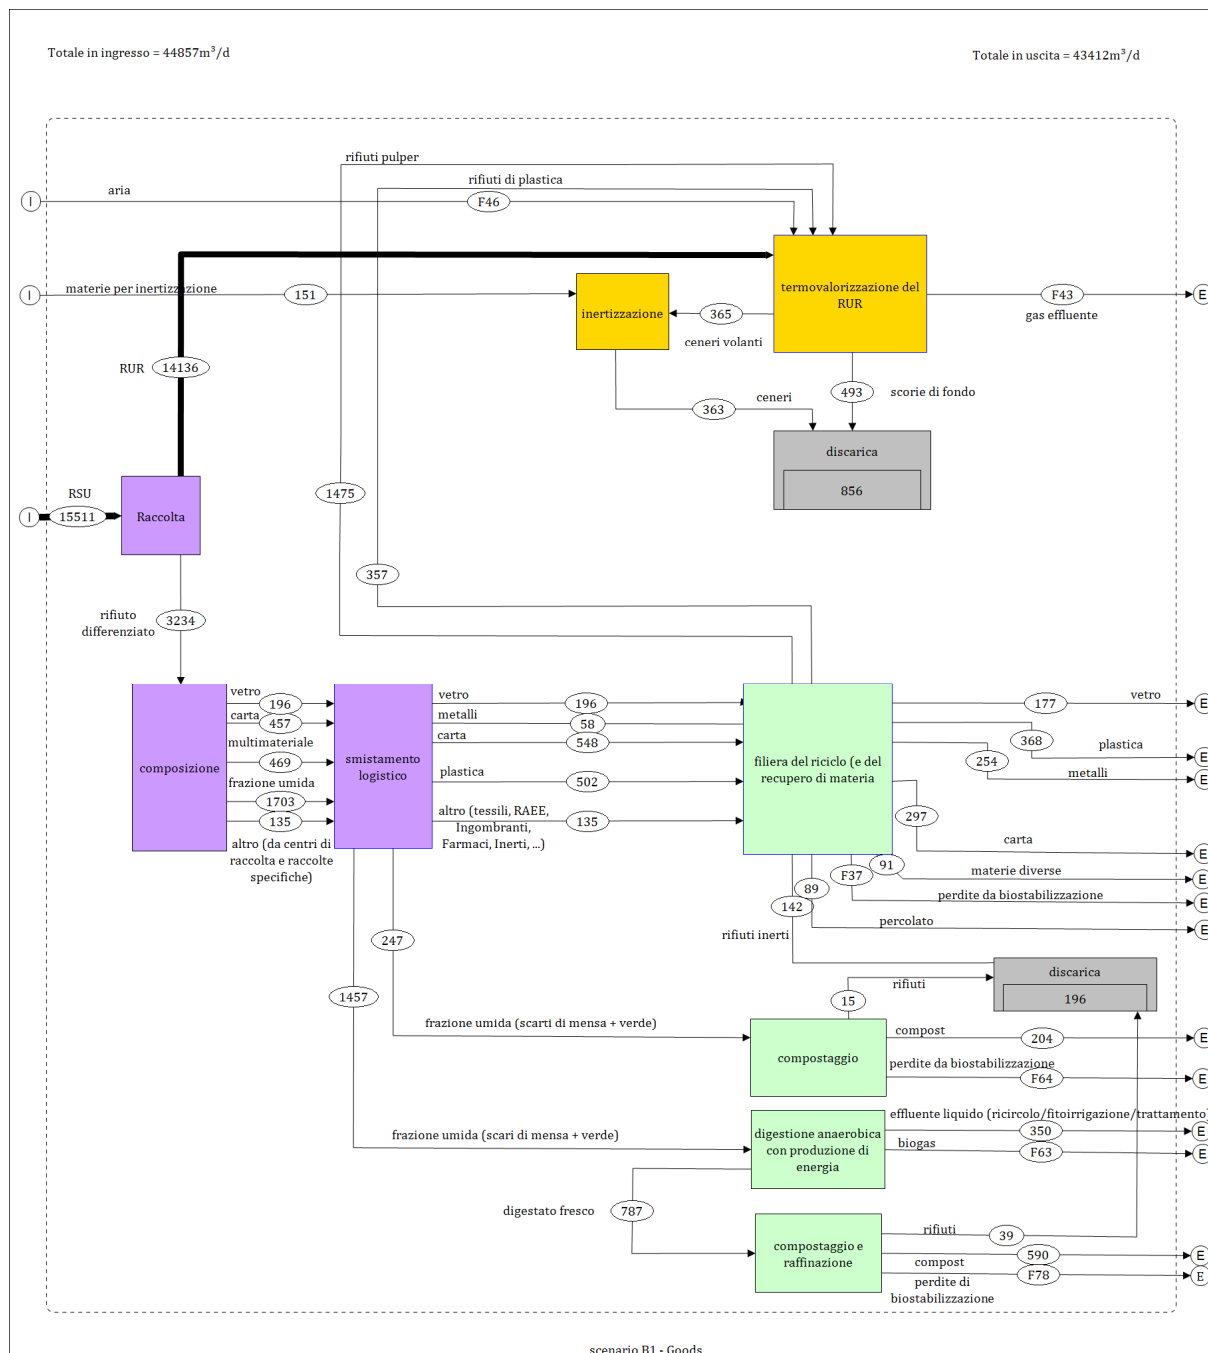 Totale in ingresso = 44857m³/d
Totale in uscita = 43412m³/d
rifiuti pulper
rifiuti di plastica
aria
I
F46
termovalorizzazione del
RUR
I
materie per inertizzazione
151
inertizzazione
365
ceneri volanti
F43
gas effluente
E
RUR
14136
493
scorie di fondo
ceneri
363
discarica
856
RSU
I
15511
Raccolta
1475
357
rifiuto
differenziato
3234
composizione
vetro
196
carta
457
multimateriale
469
frazione umida
1703
135
altro (da centri di
raccolta e raccolte
specifiche)
smistamento
logistico
vetro
196
metalli
58
carta
548
plastica
502
altro (tessili, RAEE,
Ingombranti,
Farmaci, Inerti, ...)
135
filiera del riciclo (e del
recupero di materia
177
vetro
E
368
plastica
E
254
metalli
E
297
carta
E
91
materie diverse
E
F37
perdite da biostabilizzazione
E
89
percolato
E
142
rifiuti inerti
discarica
196
247
1457
15
rifiuti
frazione umida (scarti di mensa + verde)
compostaggio
compost
204
E
perdite da biostabilizzazione
F64
E
effluente liquido (ricircolo/fitoirrigazione/trattamento)
350
E
frazione umida (scari di mensa + verde)
digestione anaerobica
con produzione di
energia
biogas
F63
E
digestato fresco
787
compostaggio e
raffinazione
rifiuti
39
590
E
compost
F78
E
perdite di
biostabilizzazione
scenario B1 - Goods